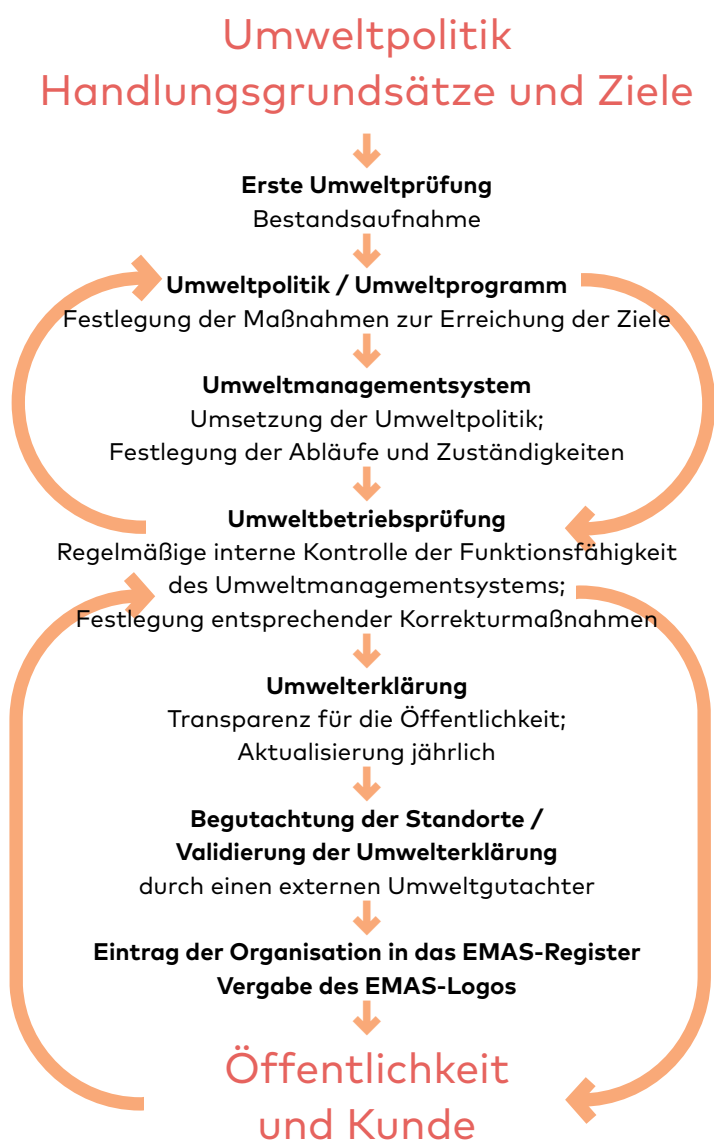 Umweltpolitik
Handlungsgrundsätze und Ziele
Erste Umweltprüfung
Bestandsaufnahme
Umweltpolitik / Umweltprogramm
Festlegung der Maßnahmen zur Erreichung der Ziele
Umweltmanagementsystem
Umsetzung der Umweltpolitik;
Festlegung der Abläufe und Zuständigkeiten
Umweltbetriebsprüfung
Regelmäßige interne Kontrolle der Funktionsfähigkeit
des Umweltmanagementsystems;
Festlegung entsprechender Korrekturmaßnahmen
Umwelterklärung
Transparenz für die Öffentlichkeit;
Aktualisierung jährlich
Begutachtung der Standorte /
Validierung der Umwelterklärung
durch einen externen Umweltgutachter
Eintrag der Organisation in das EMAS-Register
Vergabe des EMAS-Logos
Öffentlichkeit
und Kunde